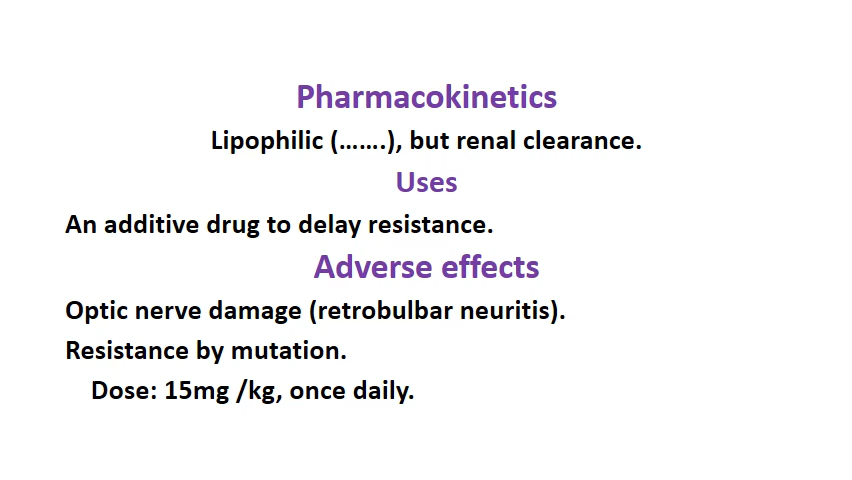 Pharmacokinetics
Lipophilic (…….), but renal clearance.
Uses
An additive drug to delay resistance.
Adverse effects
Optic nerve damage (retrobulbar neuritis).
Resistance by mutation.
Dose: 15mg /kg, once daily.